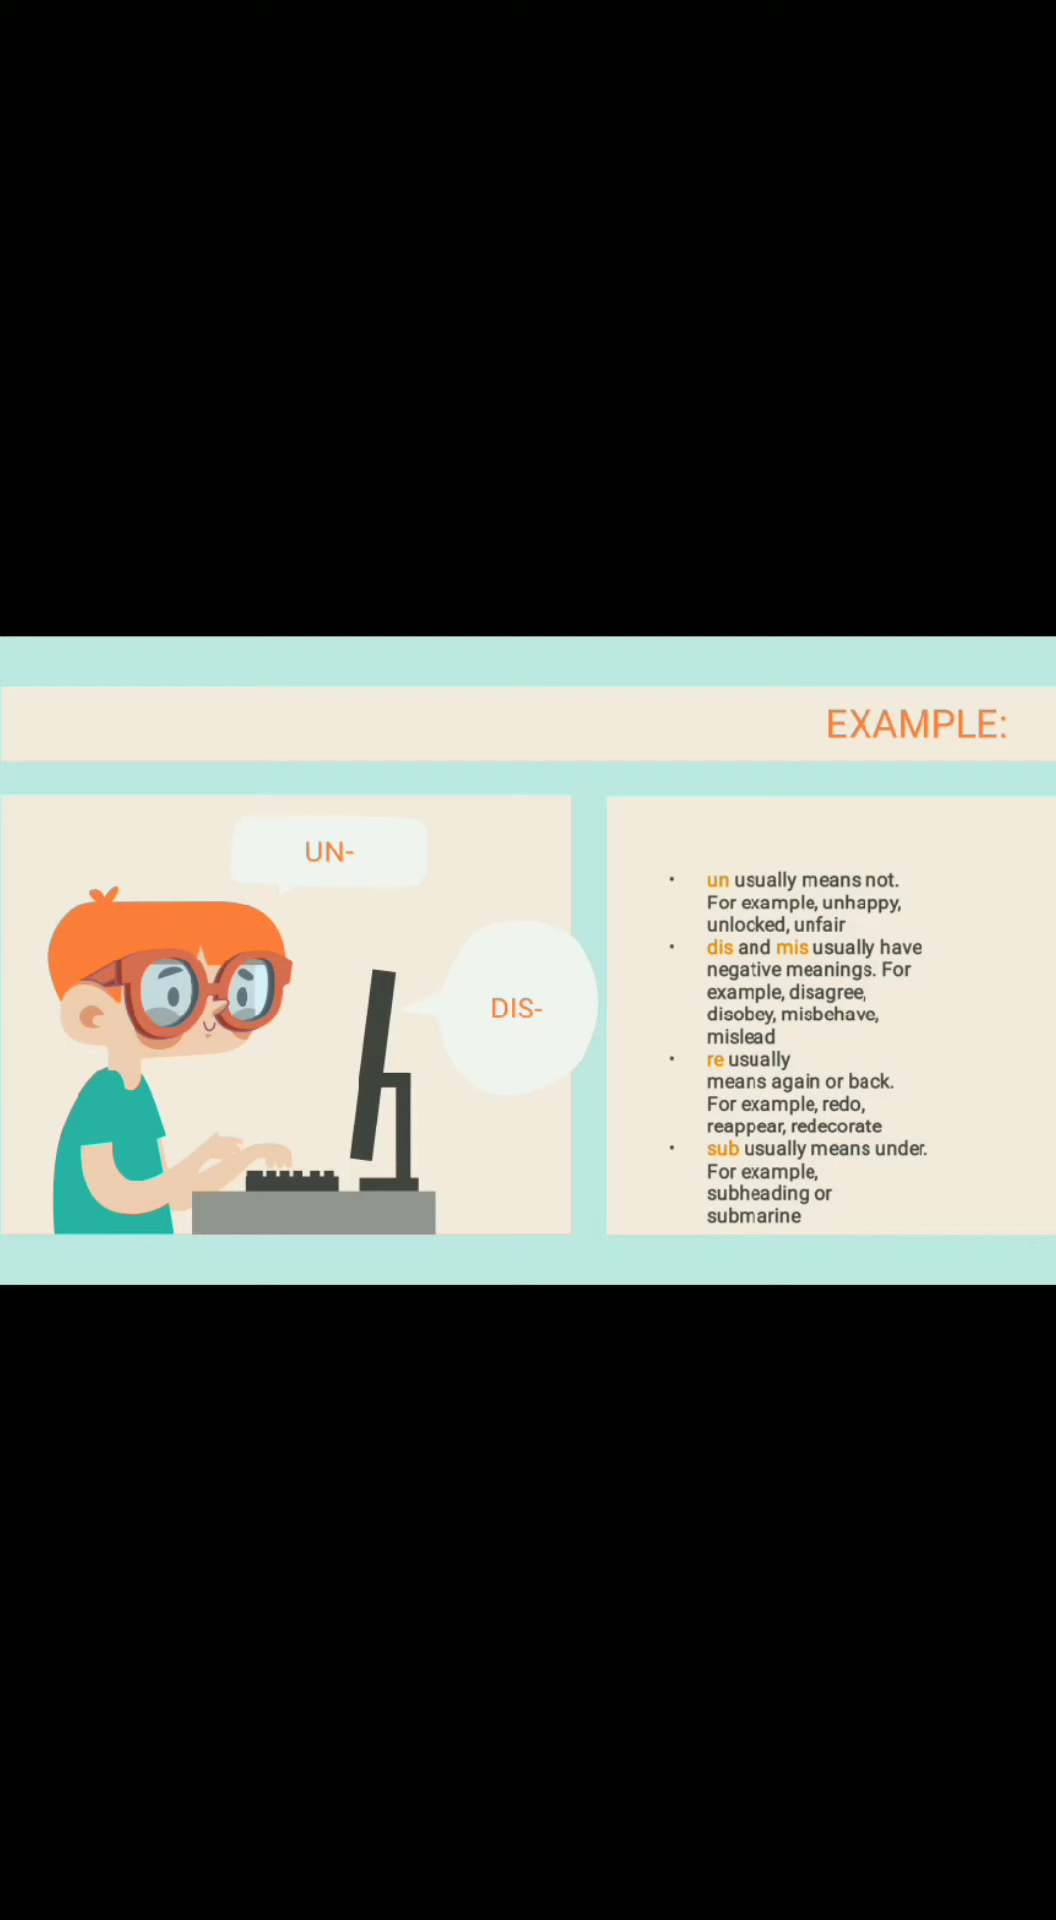 EXAMPLE:
UN-
DIS-
· un usually means not.
For example, unhappy,
unlocked, unfair
· dis and mis usually have
negative meanings. For
example, disagree,
disobey, misbehave,
mislead
· re usually
means again or back.
For example, redo,
reappear, redecorate
· sub usually means under.
For example,
subheading or
submarine